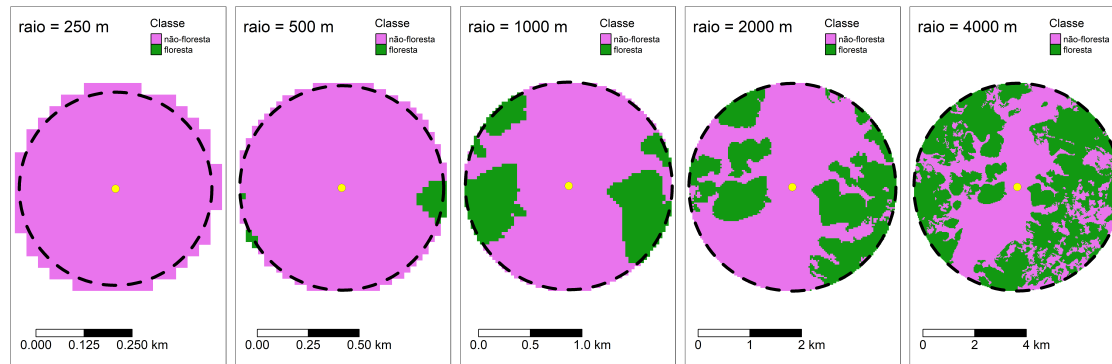 raio = 250 m
Classe
não-floresta
floresta
0.000
0.125
0.250 km
raio = 500 m
Classe
não-floresta
floresta
0.00
0.25
0.50 km
raio = 1000 m
Classe
não-floresta
floresta
0.0
0.5
1.0 km
raio = 2000 m
Classe
não-floresta
floresta
0
1
2 km
raio = 4000 m
Classe
não-floresta
floresta
0
2
4 km